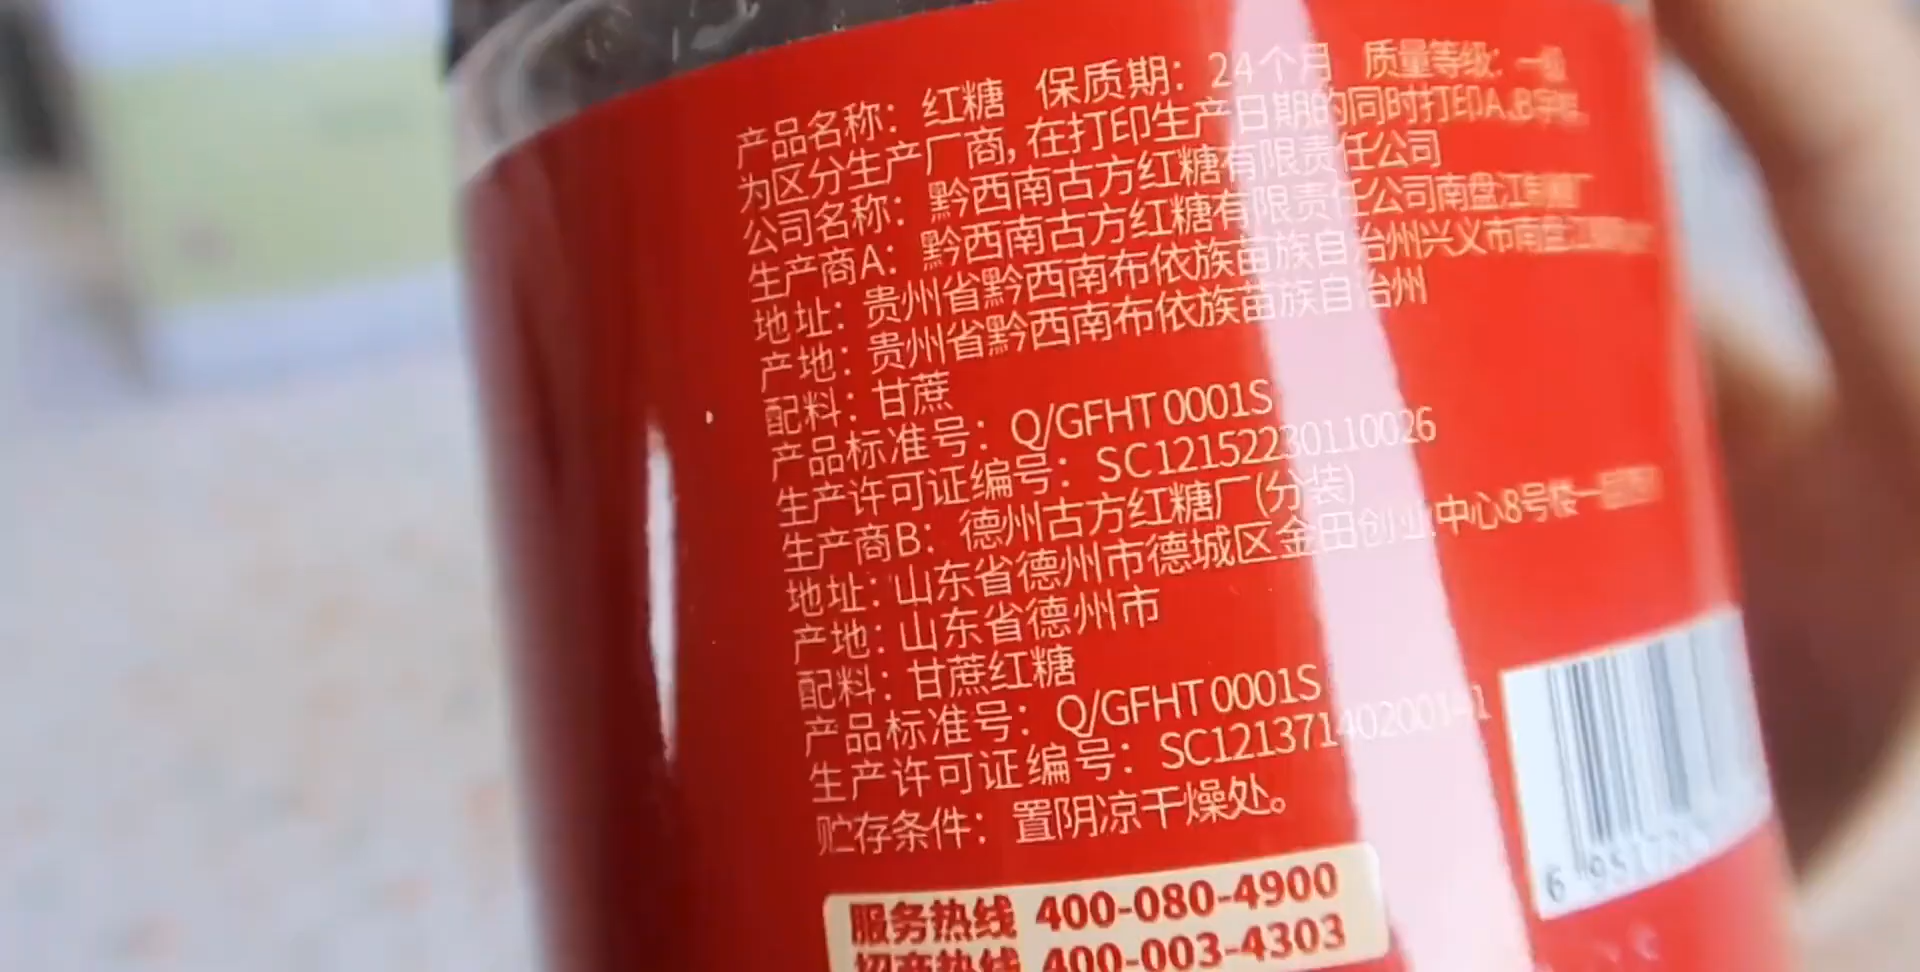 产品名称：红糖 保质期：24个月 质量等级：一级
为区分生产厂商，在打印生产日期的同时打印A、B字样
公司名称：黔西南古方红糖有限责任公司
生产商A：黔西南古方红糖有限责任公司南盘江
地址：贵州省黔西南布依族苗族自治州兴义市南盘江
产地：贵州省黔西南布依族苗族自治州
配料：甘蔗
产品标准号：Q/GFHT 0001S
生产许可证编号：SC12152230110026
生产商B：德州古方红糖厂(分装)
地址：山东省德州市德城区金田创业中心8号楼一
产地：山东省德州市
配料：甘蔗红糖
产品标准号：Q/GFHT 0001S
生产许可证编号：
贮存条件：置阴凉干燥处。
服务热线 400-080-4900
招商热线 400-003-4303